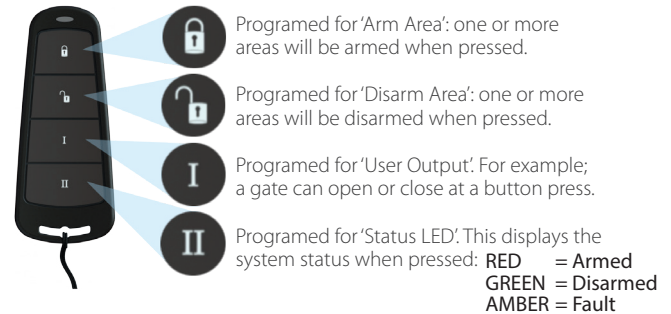 Programed for 'Arm Area': one or more
areas will be armed when pressed.
Programed for 'Disarm Area': one or more
areas will be disarmed when pressed.
I
Programed for 'User Output'. For example;
a gate can open or close at a button press.
II
Programed for 'Status LED'. This displays the
system status when pressed: RED = Armed
GREEN = Disarmed
AMBER = Fault
I
II